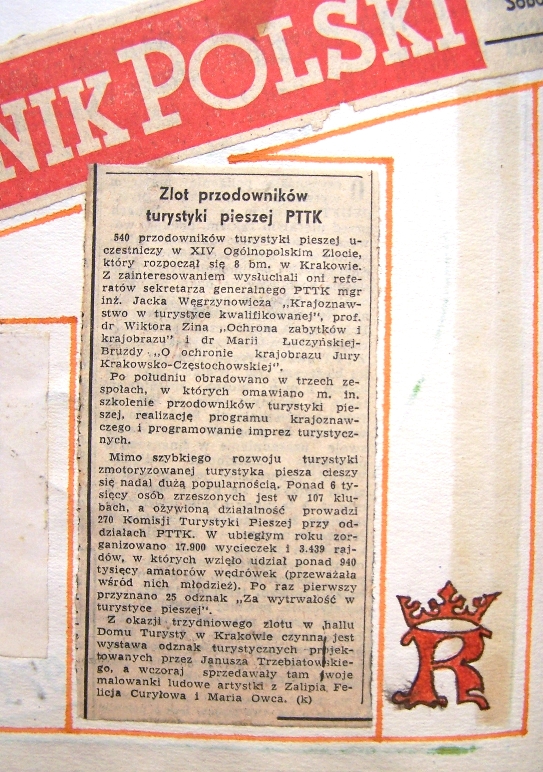 NIK POLSKI
Zlot przodowników
turystyki pieszej PTTK
540 przodowników turystyki pieszej u-
czestniczy w XIV Ogólnopolskim Zlocie,
który rozpoczął się 8 bm. w Krakowie.
Z zainteresowaniem wysłuchali oni refe-
ratów sekretarza generalnego PTTK mgr
inż. Jacka Węgrzynowicza „Krajoznaw-
stwo w turystyce kwalifikowanej", prof.
dr Wiktora Zina „Ochrona zabytków i
krajobrazu" i dr Marii Łuczyńskiej-
Bruzdy „O ochronie krajobrazu Jury
Krakowsko-Częstochowskiej".
Po południu obradowano w trzech ze-
społach, w których omawiano m. in.
szkolenie przodowników turystyki pie-
szej, realizację programu krajoznaw-
czego i programowanie imprez turystycz-
nych.
Mimo szybkiego rozwoju turystyki
zmotoryzowanej turystyka piesza cieszy
się nadal dużą popularnością. Ponad 6 ty-
sięcy osób zrzeszonych jest w 107 klu-
bach, a ożywioną działalność prowadzi
270 Komisji Turystyki Pieszej przy od-
działach PTTK. W ubiegłym roku zor-
ganizowano 17.900 wycieczek i 3.439 raj-
dów, w których wzięło udział ponad 940
tysięcy amatorów wędrówek (przeważała
wśród nich młodzież). Po raz pierwszy
przyznano 25 odznak „Za wytrwałość w
turystyce pieszej".
Z okazji trzydniowego zlotu w hallu
Domu Turysty w Krakowie czynna jest
wystawa odznak turystycznych projek-
towanych przez Janusza Trzebiatowskie-
go, a wczoraj sprzedawały tam swoje
malowanki ludowe artystki z Zalipia, Fe-
licja Curyłowa i Maria Owca. (k)
R